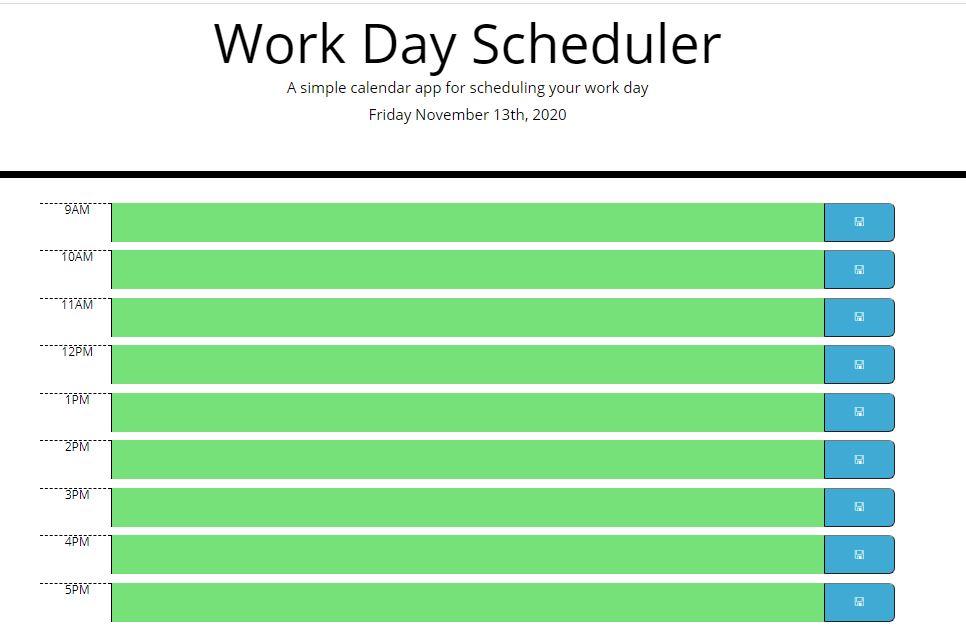 Work Day Scheduler
A simple calendar app for scheduling your work day
Friday November 13th, 2020
9AM
10AM
11AM
12PM
1PM
2PM
3PM
4PM
5PM